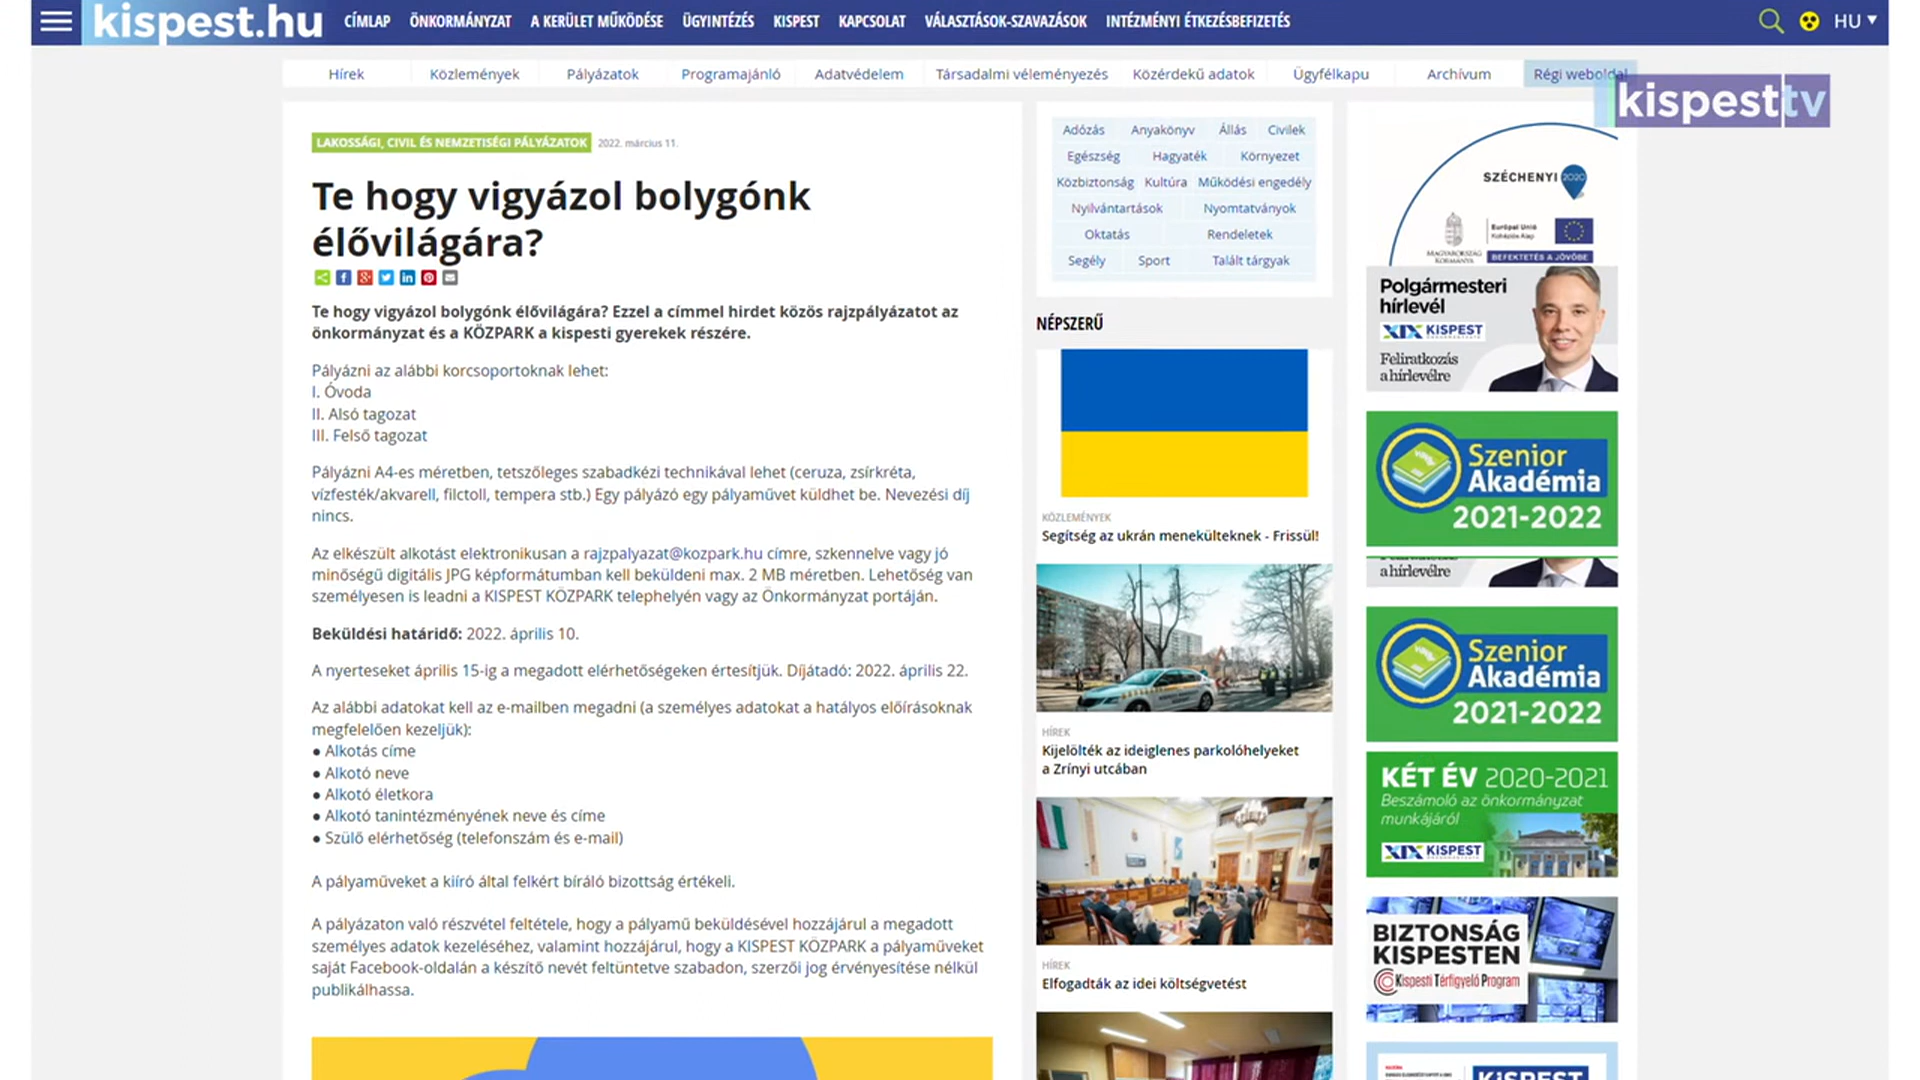 kispest.hu
CÍMLAP ÖNKORMÁNYZAT A KERÜLET MŰKÖDÉSE ÜGYINTÉZÉS KISPEST KAPCSOLAT VÁLASZTÁSOK-SZAVAZÁSOK INTÉZMÉNYI ÉTKEZÉSBEFIZETÉS
HU
Hírek Közlemények Pályázatok Programajánló Adatvédelem Társadalmi véleményezés Közérdekű adatok Ügyfélkapu Archívum Régi weboldal
kispest tv
LAKOSSÁGI, CIVIL ÉS NEMZETISÉGI PÁLYÁZATOK 2022. március 11.
Te hogy vigyázol bolygónk
élővilágára?
Te hogy vigyázol bolygónk élővilágára? Ezzel a címmel hirdet közös rajzpályázatot az
önkormányzat és a KÖZPARK a kispesti gyerekek részére.
Pályázni az alábbi korcsoportoknak lehet:
I. Óvoda
II. Alsó tagozat
III. Felső tagozat
Pályázni A4-es méretben, tetszőleges szabadkézi technikával lehet (ceruza, zsírkréta,
vízfesték/akvarell, filctoll, tempera stb.) Egy pályázó egy pályaművet küldhet be. Nevezési díj
nincs.
Az elkészült alkotást elektronikusan a rajzpalyazat@kozpark.hu címre, szkennelve vagy jó
minőségű digitális JPG képformátumban kell beküldeni max. 2 MB méretben. Lehetőség van
személyesen is leadni a KISPEST KÖZPARK telephelyén vagy az Önkormányzat portáján.
Beküldési határidő: 2022. április 10.
A nyerteseket április 15-ig a megadott elérhetőségeken értesítjük. Díjátadó: 2022. április 22.
Az alábbi adatokat kell az e-mailben megadni (a személyes adatokat a hatályos előírásoknak
megfelelően kezeljük):
● Alkotás címe
● Alkotó neve
● Alkotó életkora
● Alkotó tanintézményének neve és címe
● Szülő elérhetőség (telefonszám és e-mail)
A pályaműveket a kiíró által felkért bíráló bizottság értékeli.
A pályázaton való részvétel feltétele, hogy a pályamű beküldésével hozzájárul a megadott
személyes adatok kezeléséhez, valamint hozzájárul, hogy a KISPEST KÖZPARK a pályaműveket
saját Facebook-oldalán a készítő nevét feltüntetve szabadon, szerzői jog érvényesítése nélkül
publikálhassa.
Adózás Anyakönyv Állás Civilek
Egészség Hagyaték Környezet
Közbiztonság Kultúra Működési engedély
Nyilvántartások Nyomtatványok
Oktatás Rendeletek
Segély Sport Talált tárgyak
NÉPSZERŰ
KÖZLEMÉNYEK
Segítség az ukrán menekülteknek - Frissül!
HÍREK
Kijelölték az ideiglenes parkolóhelyeket
a Zrínyi utcában
HÍREK
Elfogadták az idei költségvetést
SZÉCHENYI 2020
Európai Unió
Kohéziós Alap
MAGYARORSZÁG
KORMÁNYA
BEFEKTETÉS A JÖVŐBE
Polgármesteri
hírlevél
XIX KISPEST
Feliratkozás
a hírlevélre
Szenior
Akadémia
2021-2022
a hírlevélre
Szenior
Akadémia
2021-2022
KÉT ÉV 2020-2021
Beszámoló az önkormányzat
munkájáról
XIX KISPEST
BIZTONSÁG
KISPESTEN
Kispesti Térfigyelő Program
KISPEST